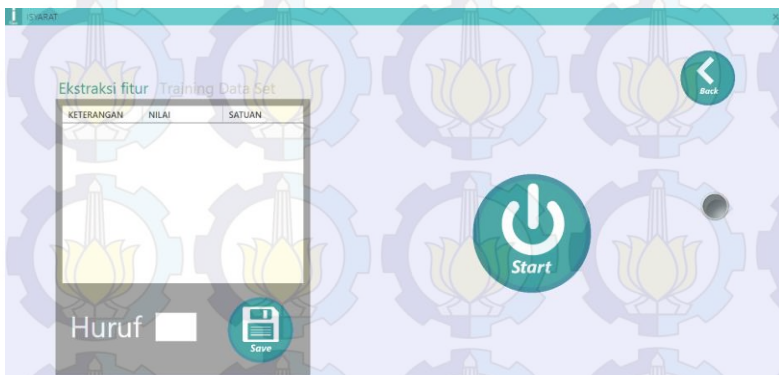 iSYARAT
Back
Ekstraksi fitur Training Data Set
KETERANGAN NILAI SATUAN
Start
Huruf
Save